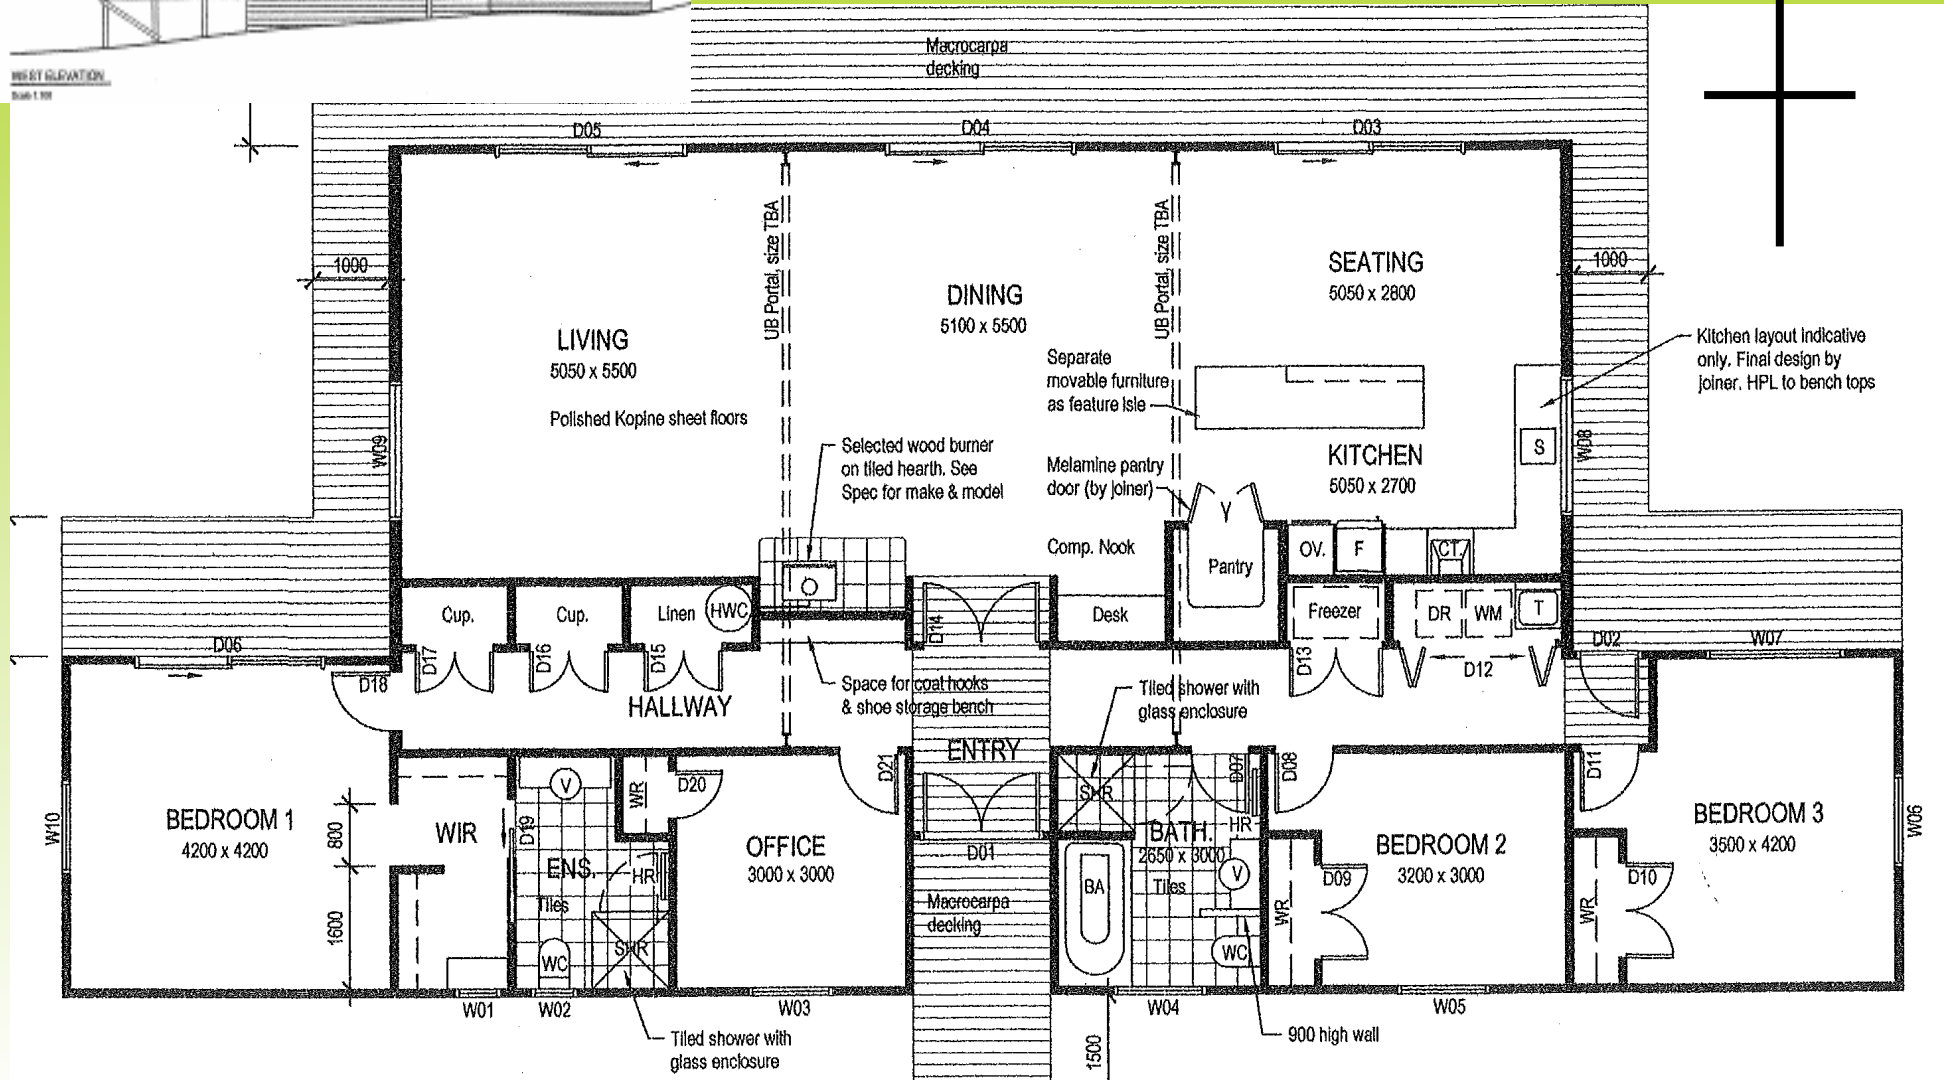 WEST ELEVATION
Scale 1:100
Macrocarpa
decking
D05
D04
D03
1000
1000
UB Portal, size TBA
UB Portal, size TBA
SEATING
5050 x 2800
DINING
5100 x 5500
LIVING
5050 x 5500
Polished Kopine sheet floors
Separate
movable furniture
as feature Isle
Kitchen layout indicative
only. Final design by
joiner. HPL to bench tops
W09
W08
Selected wood burner
on tiled hearth. See
Spec for make & model
Melamine pantry
door (by joiner)
KITCHEN
5050 x 2700
S
Comp. Nook
Pantry
OV.
F
CT.
Cup.
Cup.
Linen
HWC
Desk
Freezer
DR
WM
T
D06
D17
D16
D15
D14
D13
D12
D02
W07
D18
HALLWAY
Space for coat hooks
& shoe storage bench
Tiled shower with
glass enclosure
ENTRY
D21
D07
D08
D11
V
WR
D20
SHR
W10
BEDROOM 1
4200 x 4200
800
WIR
D19
OFFICE
3000 x 3000
D01
BATH.
2650 x 3000
HR
BEDROOM 2
3200 x 3000
BEDROOM 3
3500 x 4200
W06
ENS.
HR
Tiles
BA
Tiles
V
D09
D10
1600
Macrocarpa
decking
WR
WR
SHR
WC
WC
W01
W02
W03
W04
W05
Tiled shower with
glass enclosure
1500
900 high wall